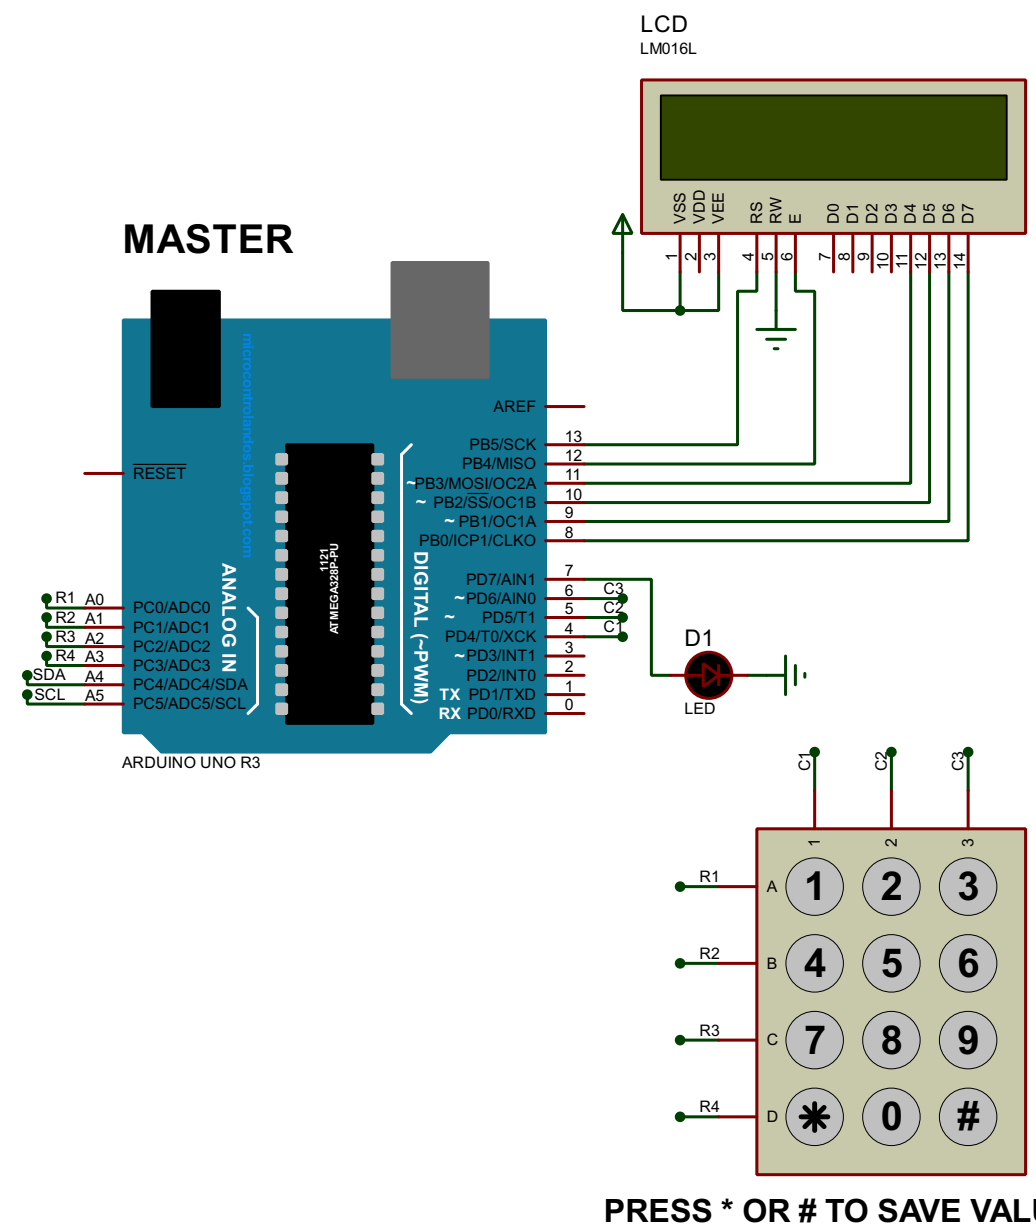 LCD
LM016L
VSS
VDD
VEE
RS
RW
E
D0
D1
D2
D3
D4
D5
D6
D7
1
2
3
4
5
6
7
8
9
10
11
12
13
14
MASTER
microcontrolandos.blogspot.com
AREF
RESET
PB5/SCK 13
PB4/MISO 12
~PB3/MOSI/OC2A 11
~ PB2/SS/OC1B 10
~ PB1/OC1A 9
PB0/ICP1/CLKO 8
1121
ATMEGA328P-PU
ANALOG IN
DIGITAL (~PWM)
PD7/AIN1 7
~PD6/AIN0 6 C3
~ PD5/T1 5 C2
PD4/T0/XCK 4 C1
~PD3/INT1 3
PD2/INT0 2
TX PD1/TXD 1
RX PD0/RXD 0
R1 A0 PC0/ADC0
R2 A1 PC1/ADC1
R3 A2 PC2/ADC2
R4 A3 PC3/ADC3
SDA A4 PC4/ADC4/SDA
SCL A5 PC5/ADC5/SCL
ARDUINO UNO R3
D1
LED
C1 C2 C3
1 2 3
R1 A 1 2 3
R2 B 4 5 6
R3 C 7 8 9
R4 D * 0 #
PRESS * OR # TO SAVE